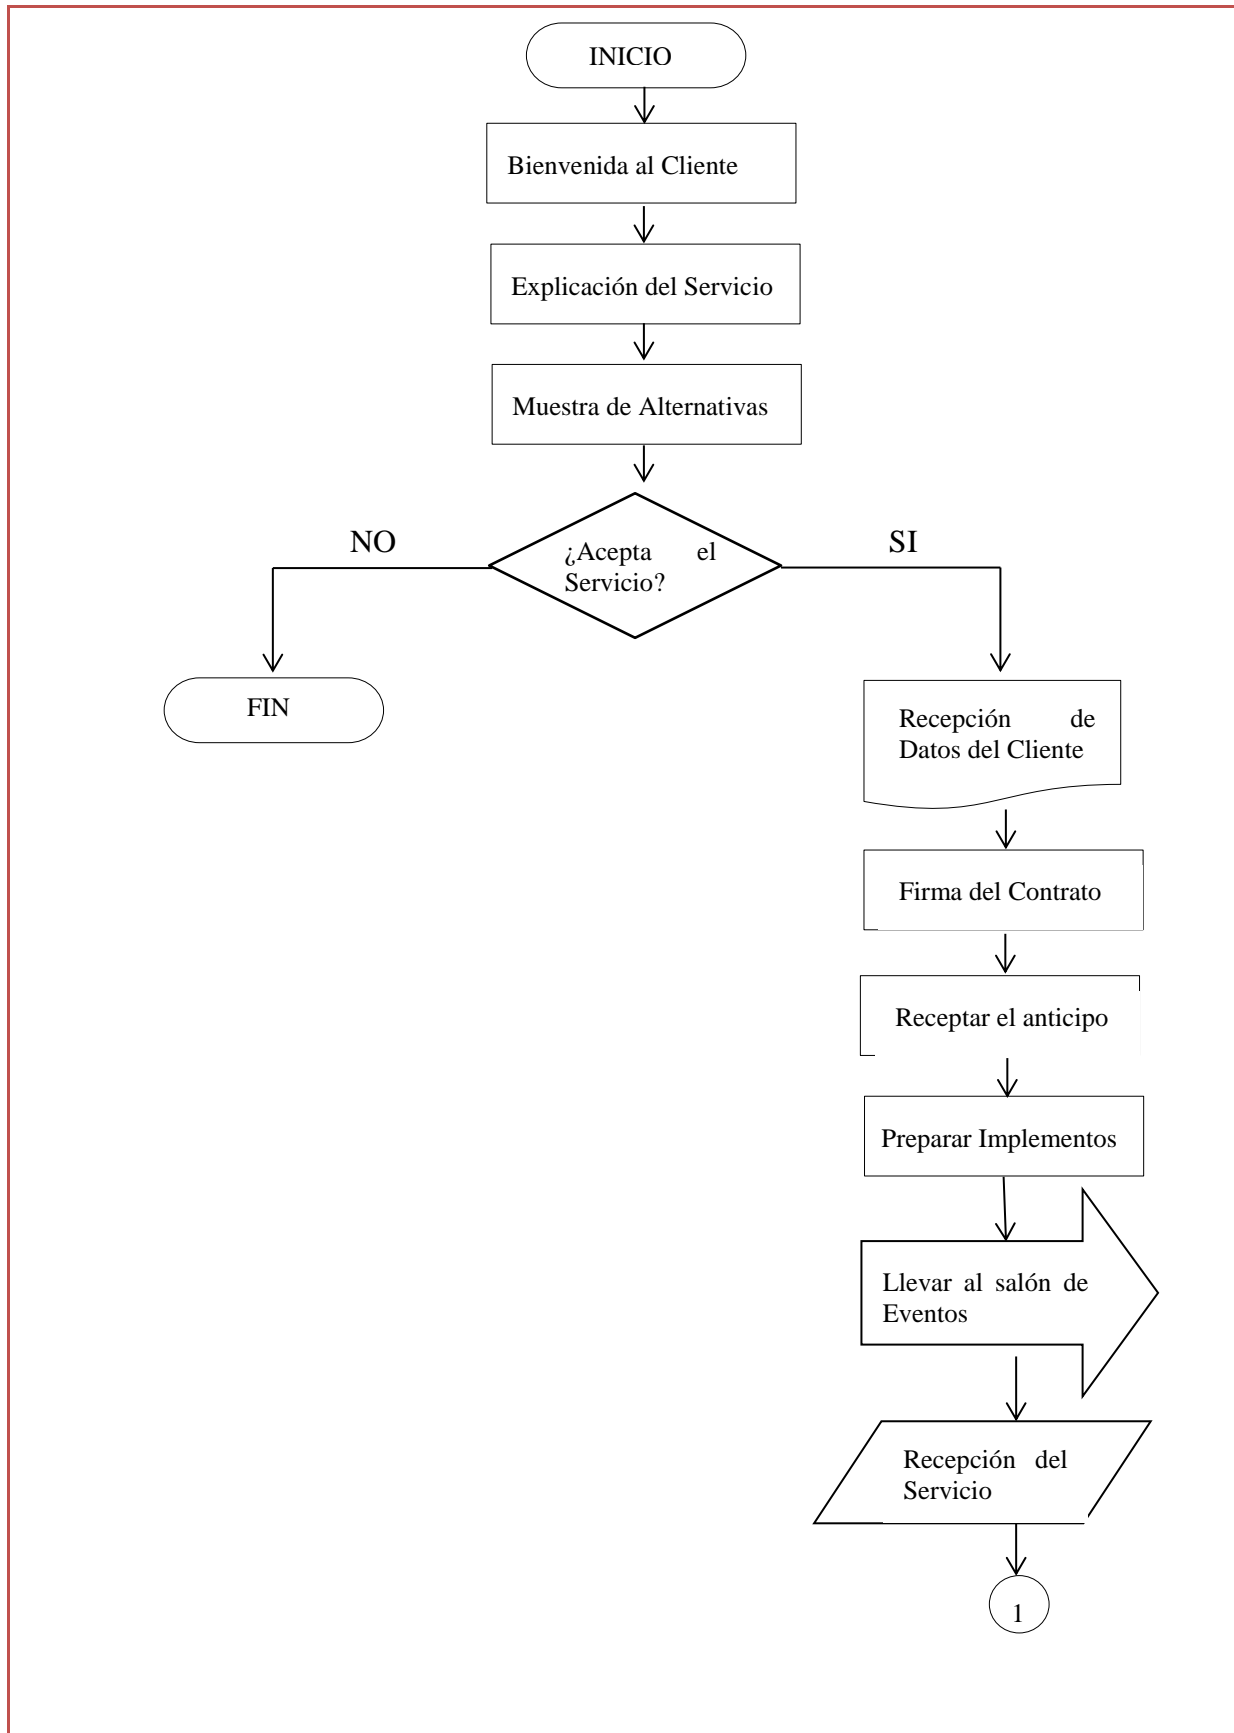 INICIO
Bienvenida al Cliente
Explicación del Servicio
Muestra de Alternativas
NO
¿Acepta el
Servicio?
SI
FIN
Recepción de
Datos del Cliente
Firma del Contrato
Receptar el anticipo
Preparar Implementos
Llevar al salón de
Eventos
Recepción del
Servicio
1